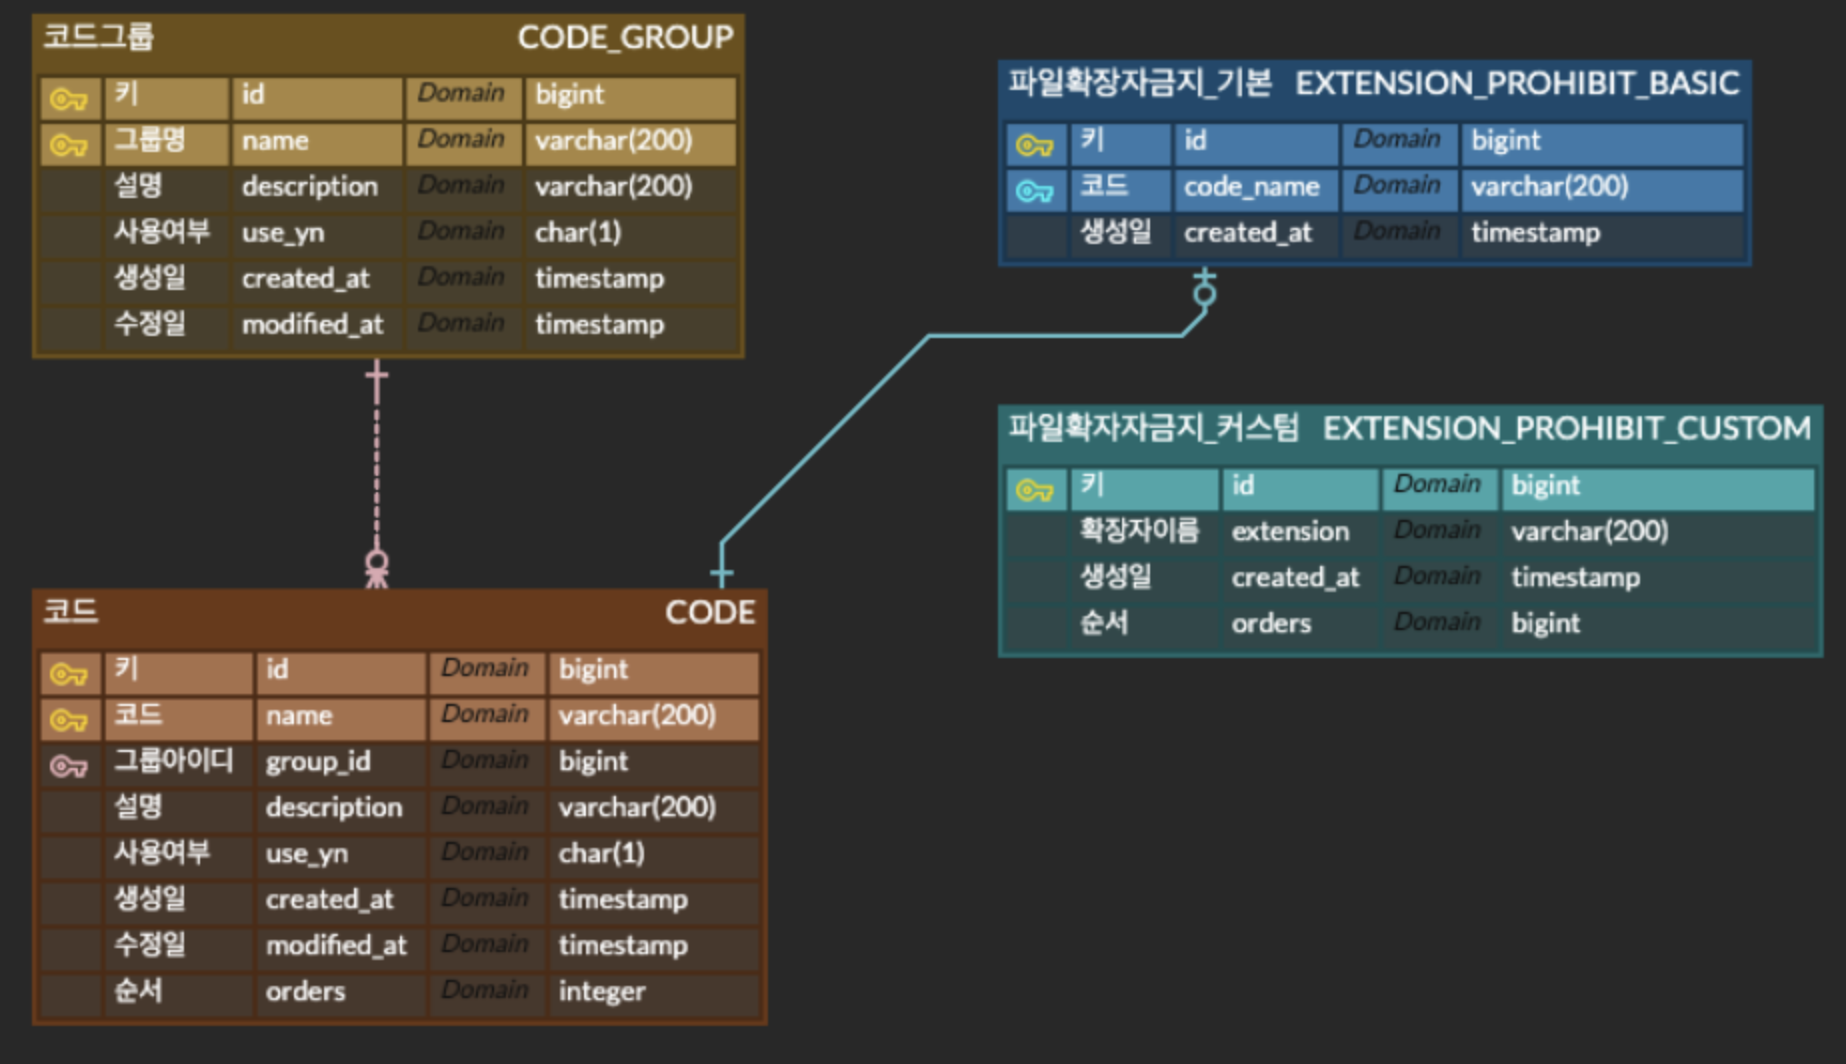 코드그룹 CODE_GROUP
키 id Domain bigint
그룹명 name Domain varchar(200)
설명 description Domain varchar(200)
사용여부 use_yn Domain char(1)
생성일 created_at Domain timestamp
수정일 modified_at Domain timestamp
파일확장자금지_기본 EXTENSION_PROHIBIT_BASIC
키 id Domain bigint
코드 code_name Domain varchar(200)
생성일 created_at Domain timestamp
파일확자자금지_커스텀 EXTENSION_PROHIBIT_CUSTOM
키 id Domain bigint
확장자이름 extension Domain varchar(200)
생성일 created_at Domain timestamp
순서 orders Domain bigint
코드 CODE
키 id Domain bigint
코드 name Domain varchar(200)
그룹아이디 group_id Domain bigint
설명 description Domain varchar(200)
사용여부 use_yn Domain char(1)
생성일 created_at Domain timestamp
수정일 modified_at Domain timestamp
순서 orders Domain integer